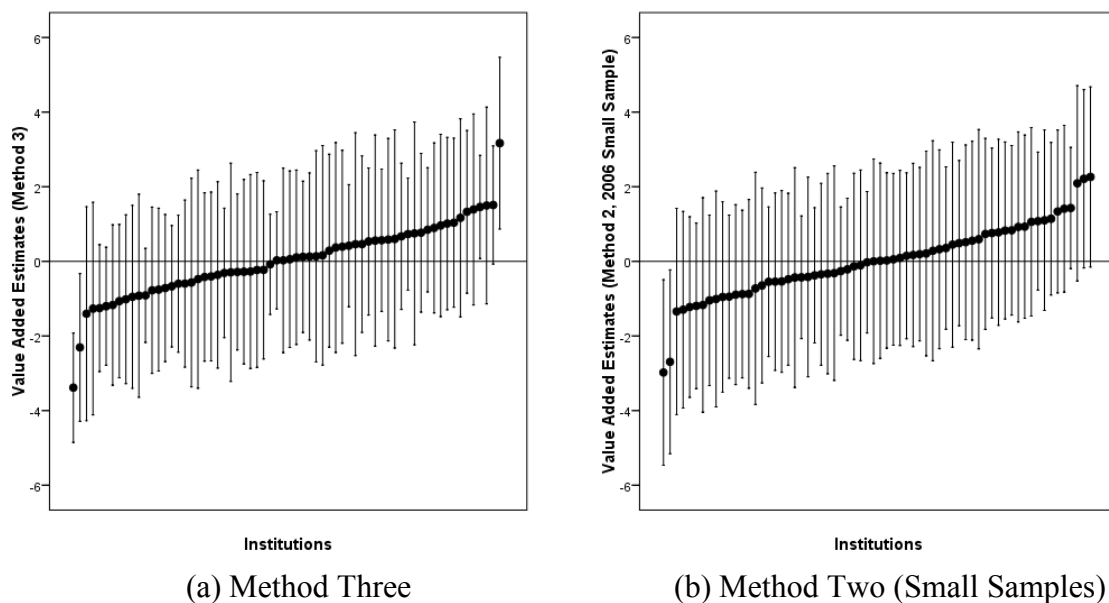 Value Added Estimates (Method 3)
6
4
2
0
-2
-4
-6
Institutions
(a) Method Three
Value Added Estimates (Method 2, 2006 Small Sample)
6
4
2
0
-2
-4
-6
Institutions
(b) Method Two (Small Samples)